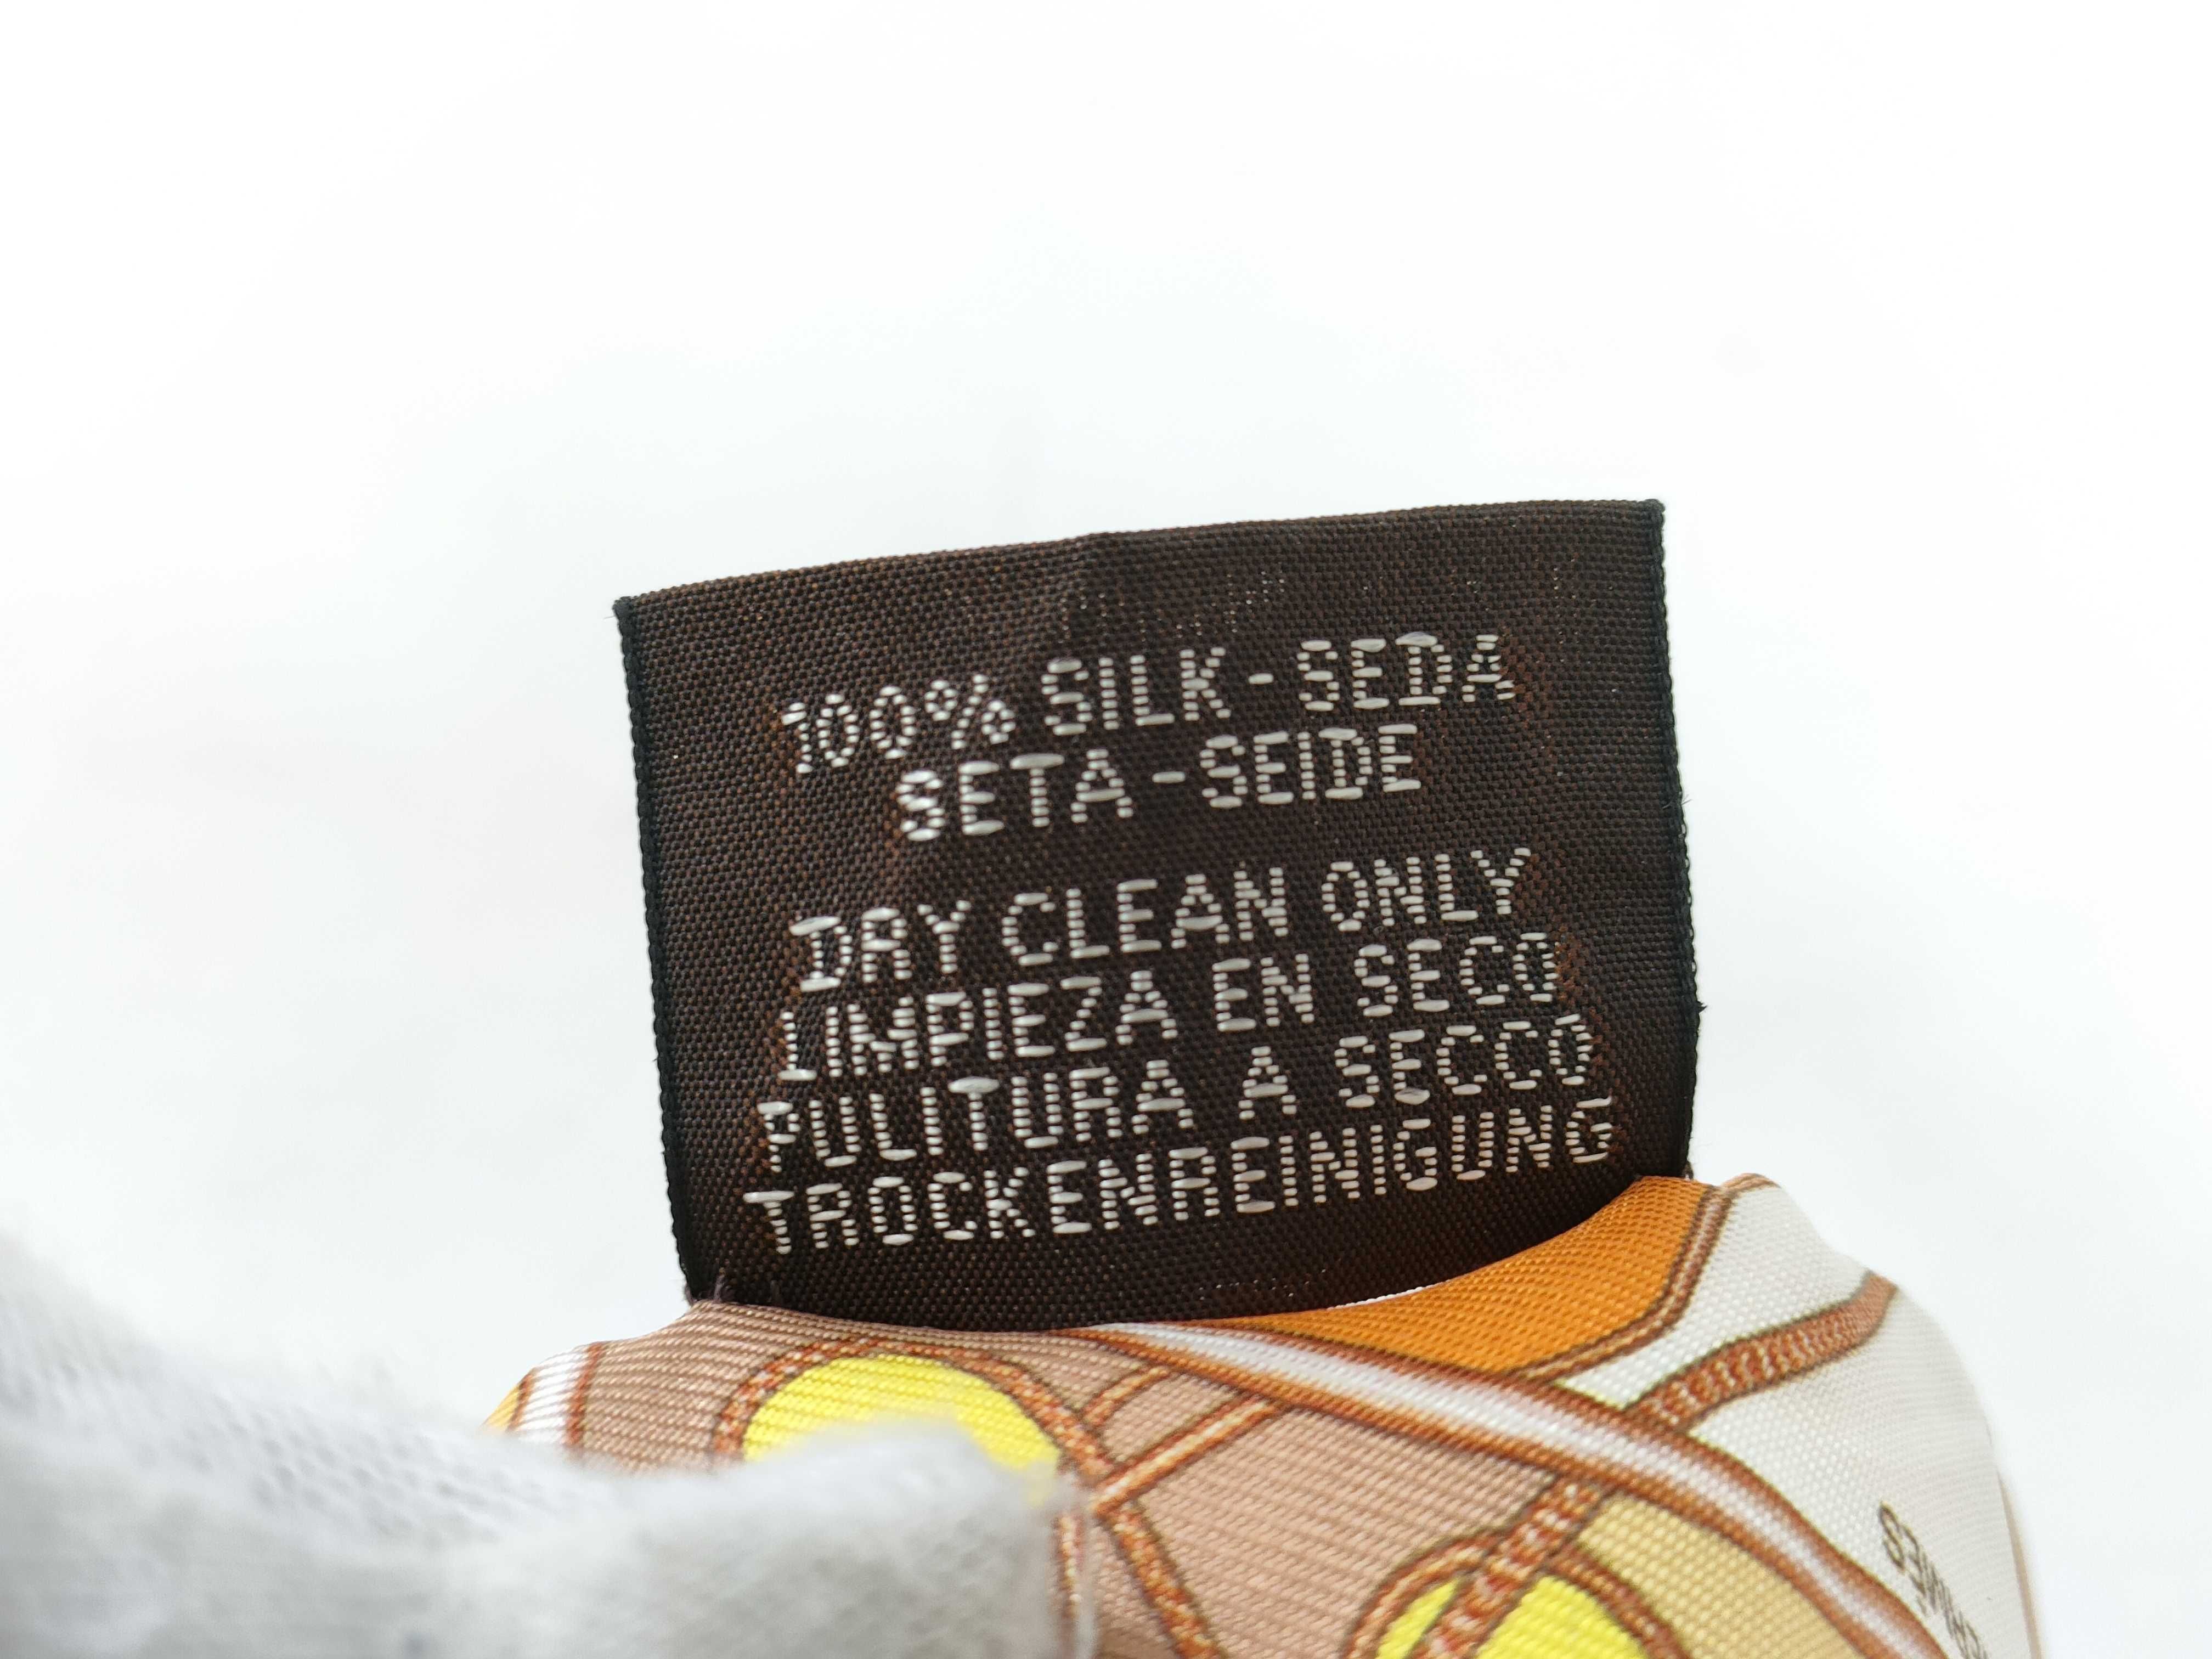 100% SILK - SEDA
SETA - SEIDE
DRY CLEAN ONLY
LIMPIEZA EN SECO
PULITURA A SECCO
TROCKENREINIGUNG